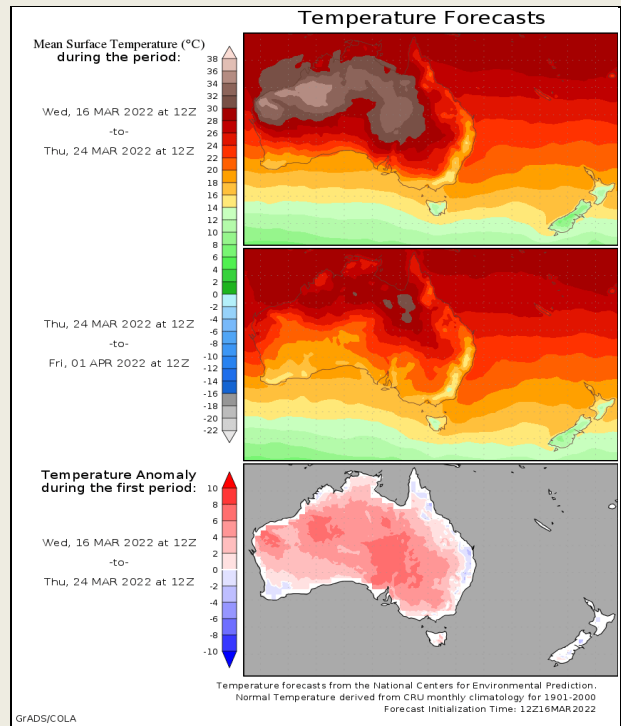 Temperature Forecasts
Mean Surface Temperature (°C)
during the period:
Wed, 16 MAR 2022 at 12Z
-to-
Thu, 24 MAR 2022 at 12Z
38
36
34
32
30
28
26
24
22
20
18
16
14
12
10
8
6
4
2
0
-2
-4
-6
-8
-10
-12
-14
-16
-18
-20
-22
Thu, 24 MAR 2022 at 12Z
-to-
Fri, 01 APR 2022 at 12Z
Temperature Anomaly
during the first period:
Wed, 16 MAR 2022 at 12Z
-to-
Thu, 24 MAR 2022 at 12Z
10
8
6
4
2
0
-2
-4
-6
-8
-10
Temperature forecasts from the National Centers for Environmental Prediction.
Normal Temperature derived from CRU monthly climatology for 1901-2000
Forecast Initialization Time: 12Z16MAR2022
GrADS/COLA